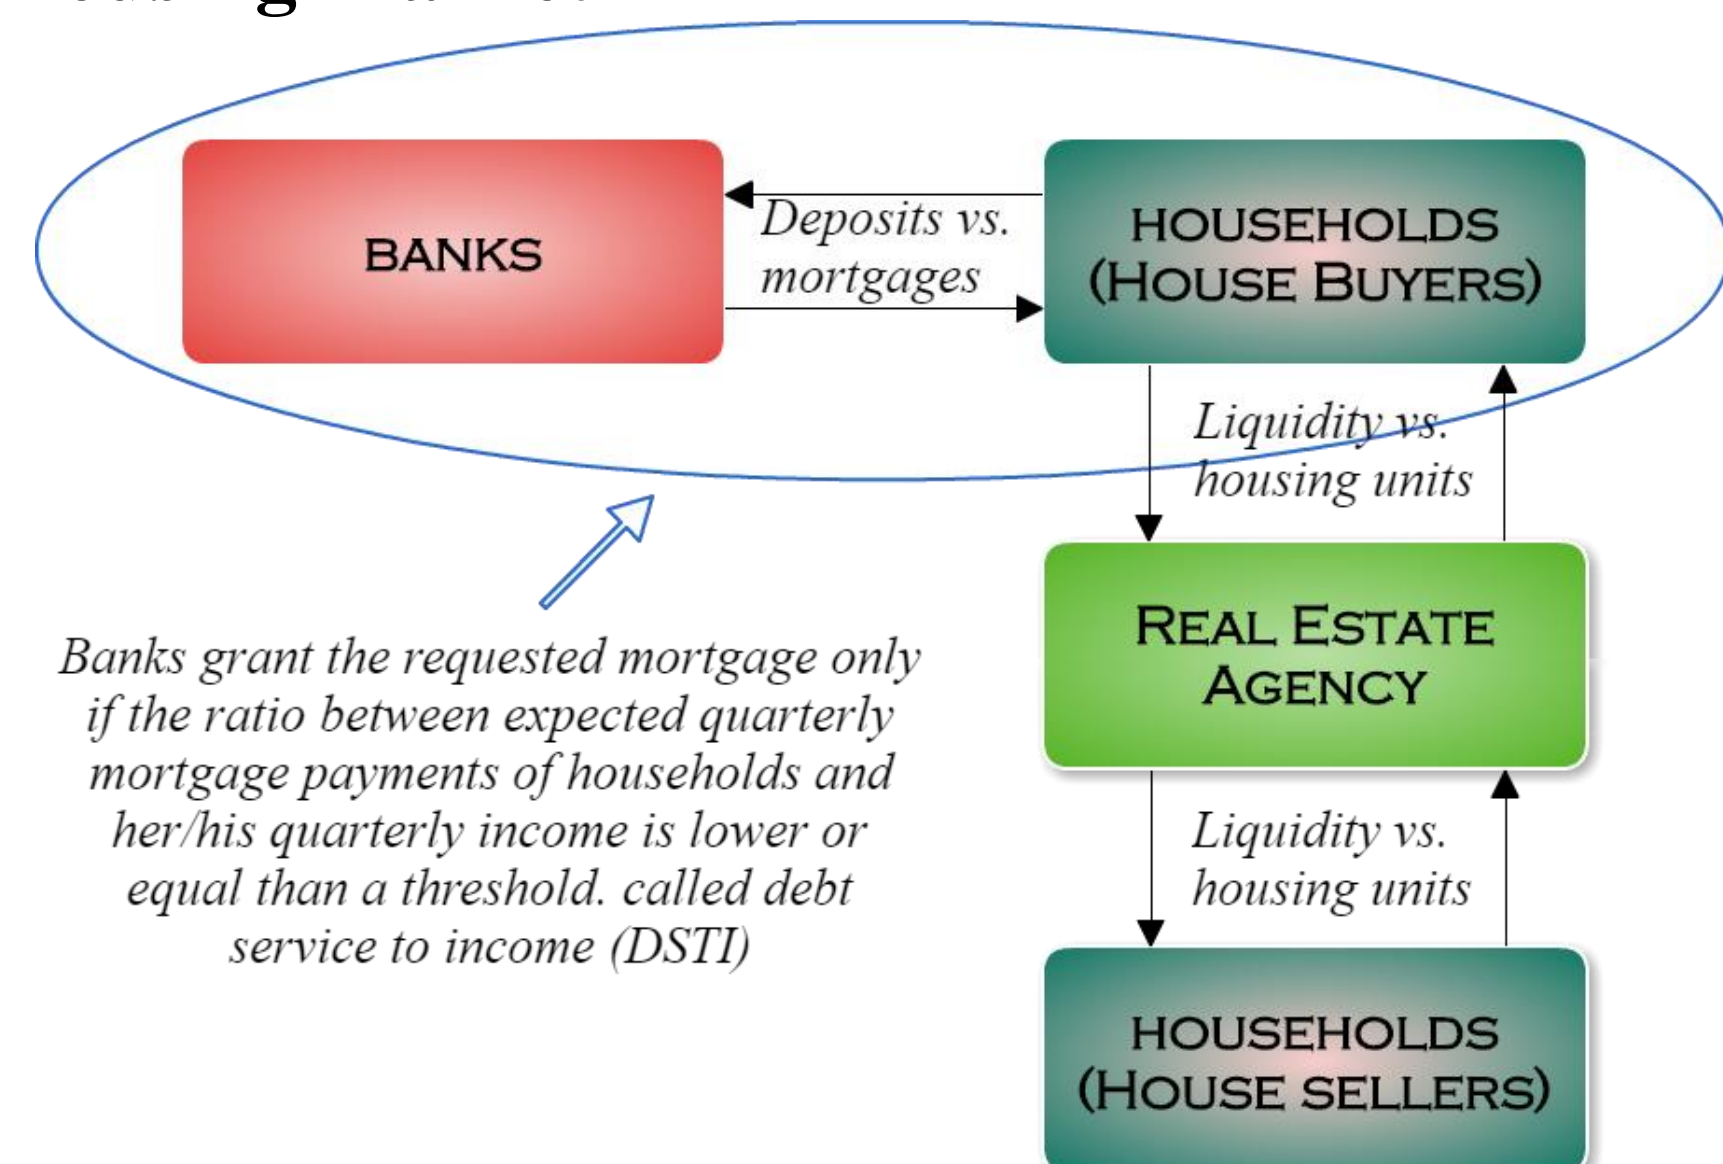 BANKS
Deposits vs.
mortgages
HOUSEHOLDS
(HOUSE BUYERS)
Liquidity vs.
housing units
REAL ESTATE
AGENCY
Banks grant the requested mortgage only
if the ratio between expected quarterly
mortgage payments of households and
her/his quarterly income is lower or
equal than a threshold. called debt
service to income (DSTI)
Liquidity vs.
housing units
HOUSEHOLDS
(HOUSE SELLERS)